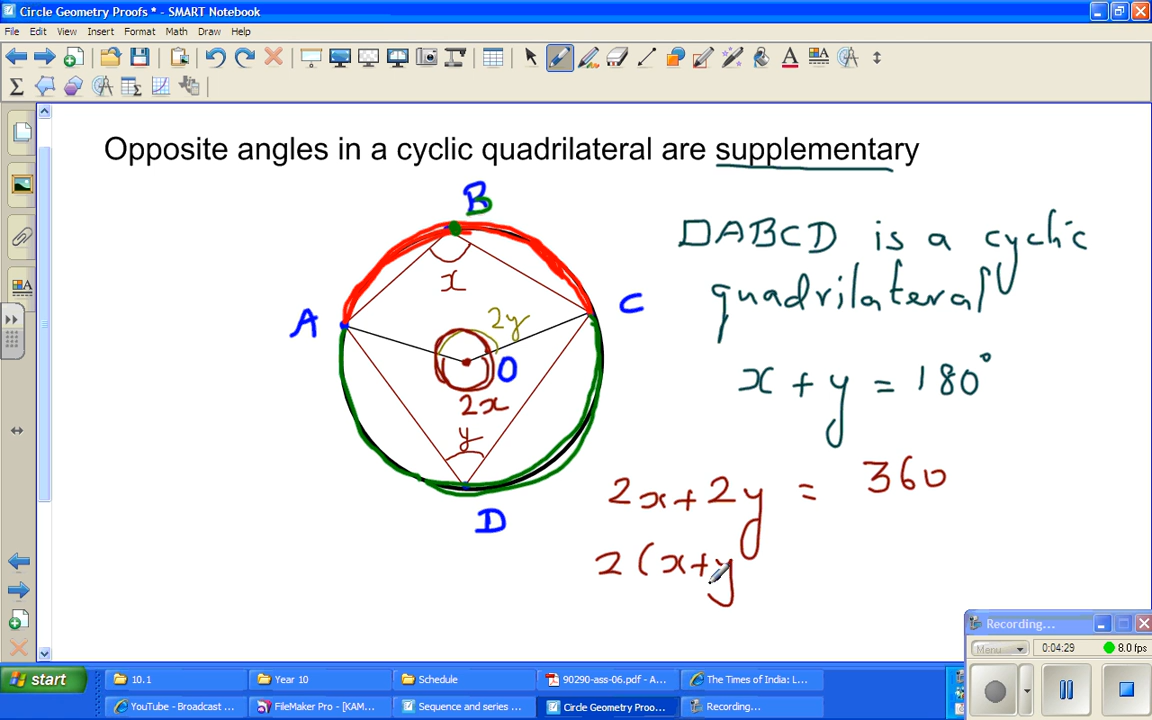 Circle Geometry Proofs * - SMART Notebook
File Edit View Insert Format Math Draw Help
Opposite angles in a cyclic quadrilateral are supplementary
B
□ABCD is a cyclic
quadrilateral
x
A
C
2y
O
2x
x + y = 180°
y
2x+2y = 360
D
2(x+y
Recording...
Menu
0:04:29
8.0 fps
start
10.1
Year 10
Schedule
90290-ass-06.pdf - A...
The Times of India: L...
YouTube - Broadcast ...
FileMaker Pro - [KAM...
Sequence and series ...
Circle Geometry Proo...
Recording...